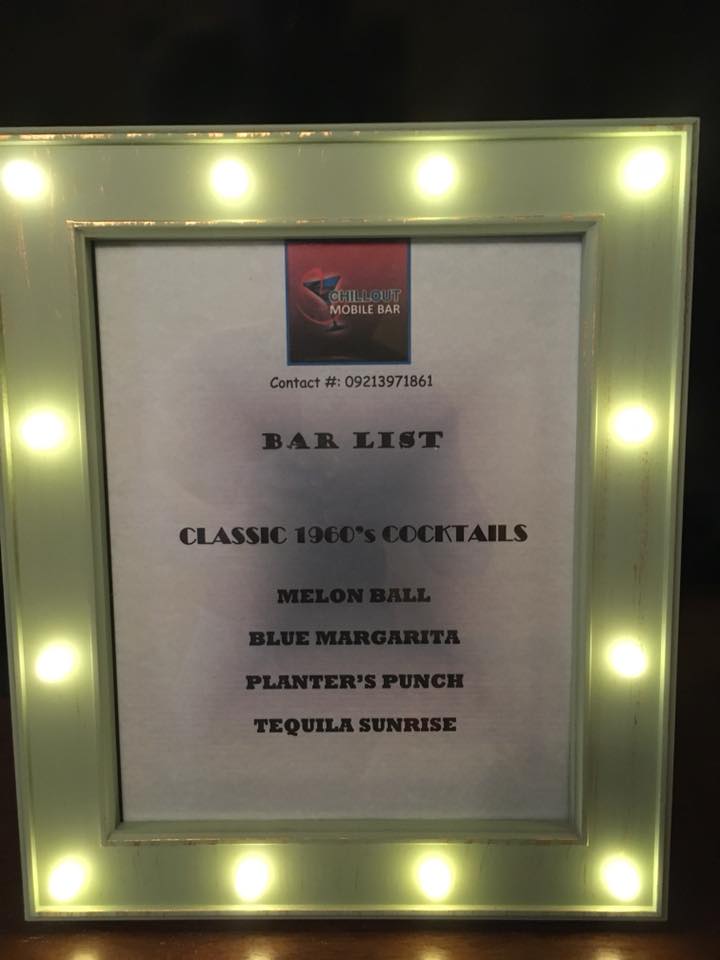 CHILLOUT
MOBILE BAR
Contact #: 09213971861
BAR LIST
CLASSIC 1960's COCKTAILS
MELON BALL
BLUE MARGARITA
PLANTER'S PUNCH
TEQUILA SUNRISE